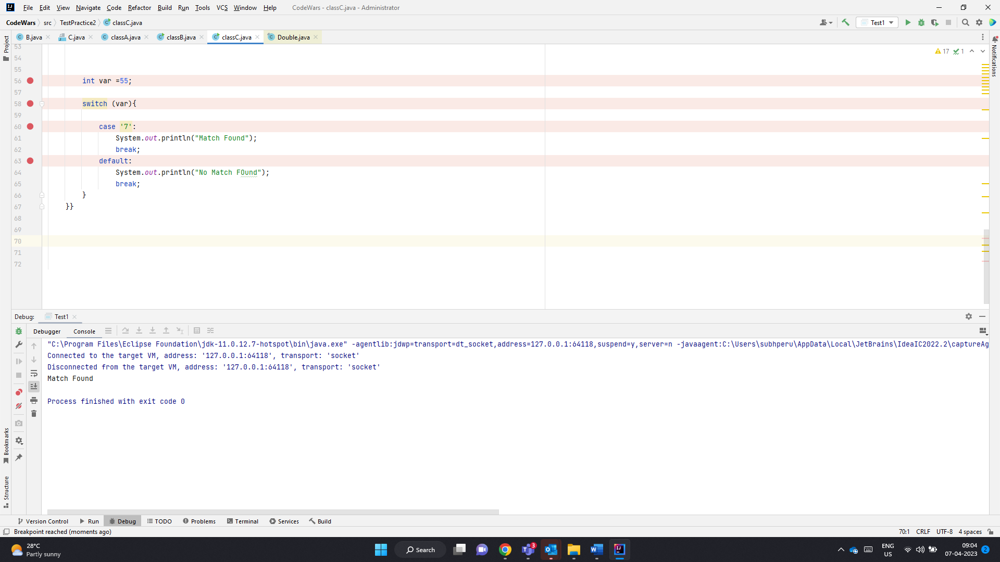 File Edit View Navigate Code Refactor Build Run Tools VCS Window Help CodeWars - classC.java - Administrator
CodeWars src TestPractice2 classC.java Test1
B.java C.java classA.java classB.java classC.java Double.java
Project
Notifications
17 1
53
54
55
56 int var =55;
57
58 switch (var){
59
60 case '7':
61 System.out.println("Match Found");
62 break;
63 default:
64 System.out.println("No Match FOund");
65 break;
66 }
67 }}
68
69
70
71
72
Debug: Test1
Debugger Console
"C:\Program Files\Eclipse Foundation\jdk-11.0.12.7-hotspot\bin\java.exe" -agentlib:jdwp=transport=dt_socket,address=127.0.0.1:64118,suspend=y,server=n -javaagent:C:\Users\subhperu\AppData\Local\JetBrains\IdeaIC2022.2\captureAg
Connected to the target VM, address: '127.0.0.1:64118', transport: 'socket'
Disconnected from the target VM, address: '127.0.0.1:64118', transport: 'socket'
Match Found
Process finished with exit code 0
Bookmarks
Structure
Version Control Run Debug TODO Problems Terminal Services Build
Breakpoint reached (moments ago) 70:1 CRLF UTF-8 4 spaces
28°C
Partly sunny
Search
3
ENG
US
09:04
07-04-2023
2